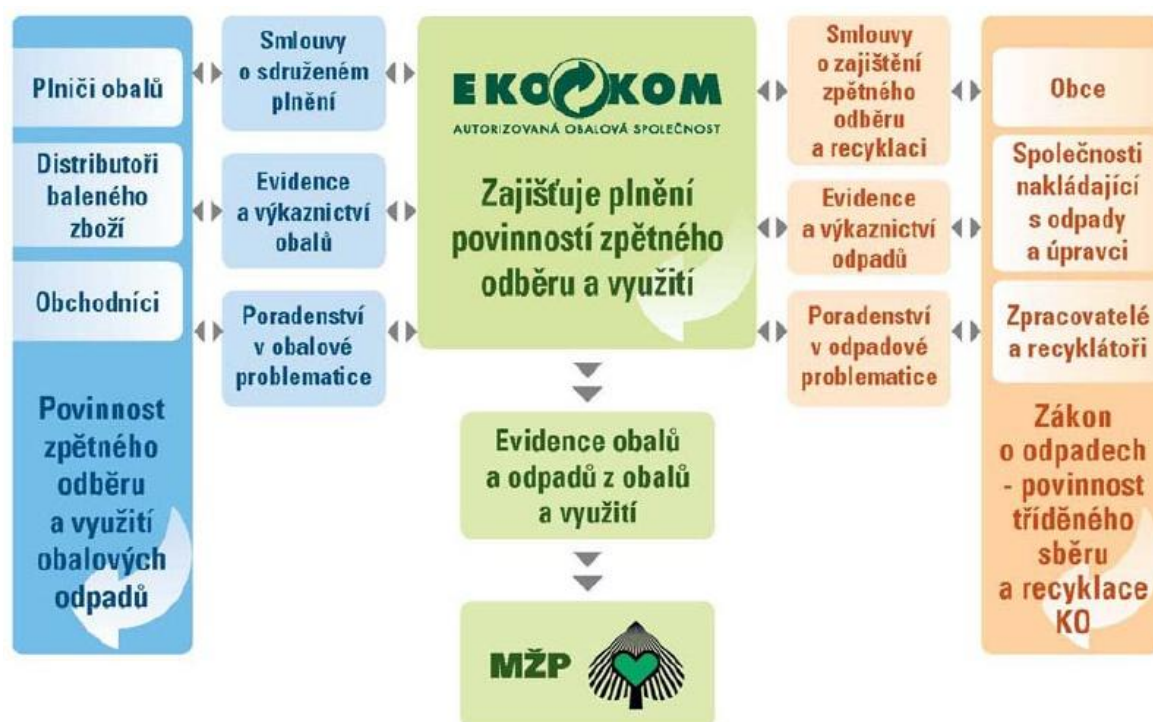 Plniči obalů
Distributoři
baleného
zboží
Obchodníci
Povinnost
zpětného
odběru
a využití
obalových
odpadů
Smlouvy
o sdruženém
plnění
Evidence
a výkaznictví
obalů
Poradenství
v obalové
problematice
EKO KOM
AUTORIZOVANÁ OBALOVÁ SPOLEČNOST
Zajišťuje plnění
povinností zpětného
odběru a využití
Evidence obalů
a odpadů z obalů
a využití
MŽP
Smlouvy
o zajištění
zpětného
odběru
a recyklaci
Evidence
a výkaznictví
odpadů
Poradenství
v odpadové
problematice
Obce
Společnosti
nakládající
s odpady
a úpravci
Zpracovatelé
a recyklátoři
Zákon
o odpadech
- povinnost
tříděného
sběru
a recyklace
KO